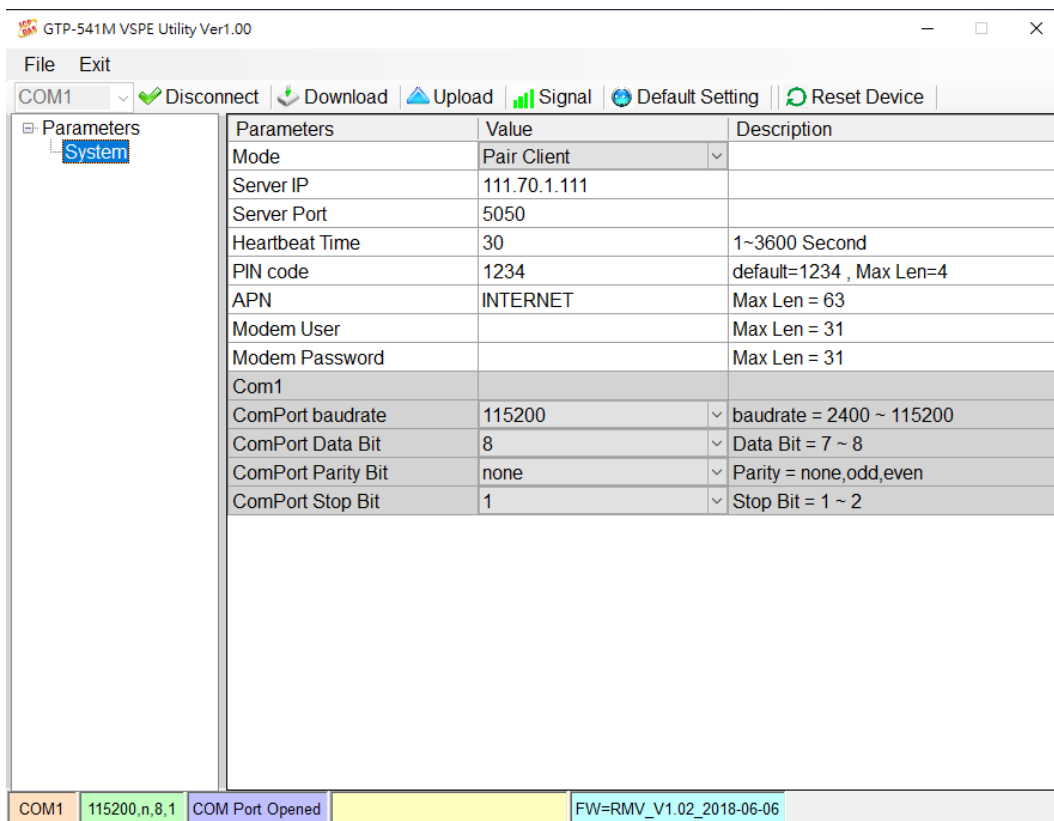 GTP-541M VSPE Utility Ver1.00
File Exit
COM1 Disconnect Download Upload Signal Default Setting Reset Device
Parameters
System
Parameters Value Description
Mode Pair Client
Server IP 111.70.1.111
Server Port 5050
Heartbeat Time 30 1~3600 Second
PIN code 1234 default=1234 , Max Len=4
APN INTERNET Max Len = 63
Modem User Max Len = 31
Modem Password Max Len = 31
Com1
ComPort baudrate 115200 baudrate = 2400 ~ 115200
ComPort Data Bit 8 Data Bit = 7 ~ 8
ComPort Parity Bit none Parity = none,odd,even
ComPort Stop Bit 1 Stop Bit = 1 ~ 2
COM1 115200,n,8,1 COM Port Opened FW=RMV_V1.02_2018-06-06